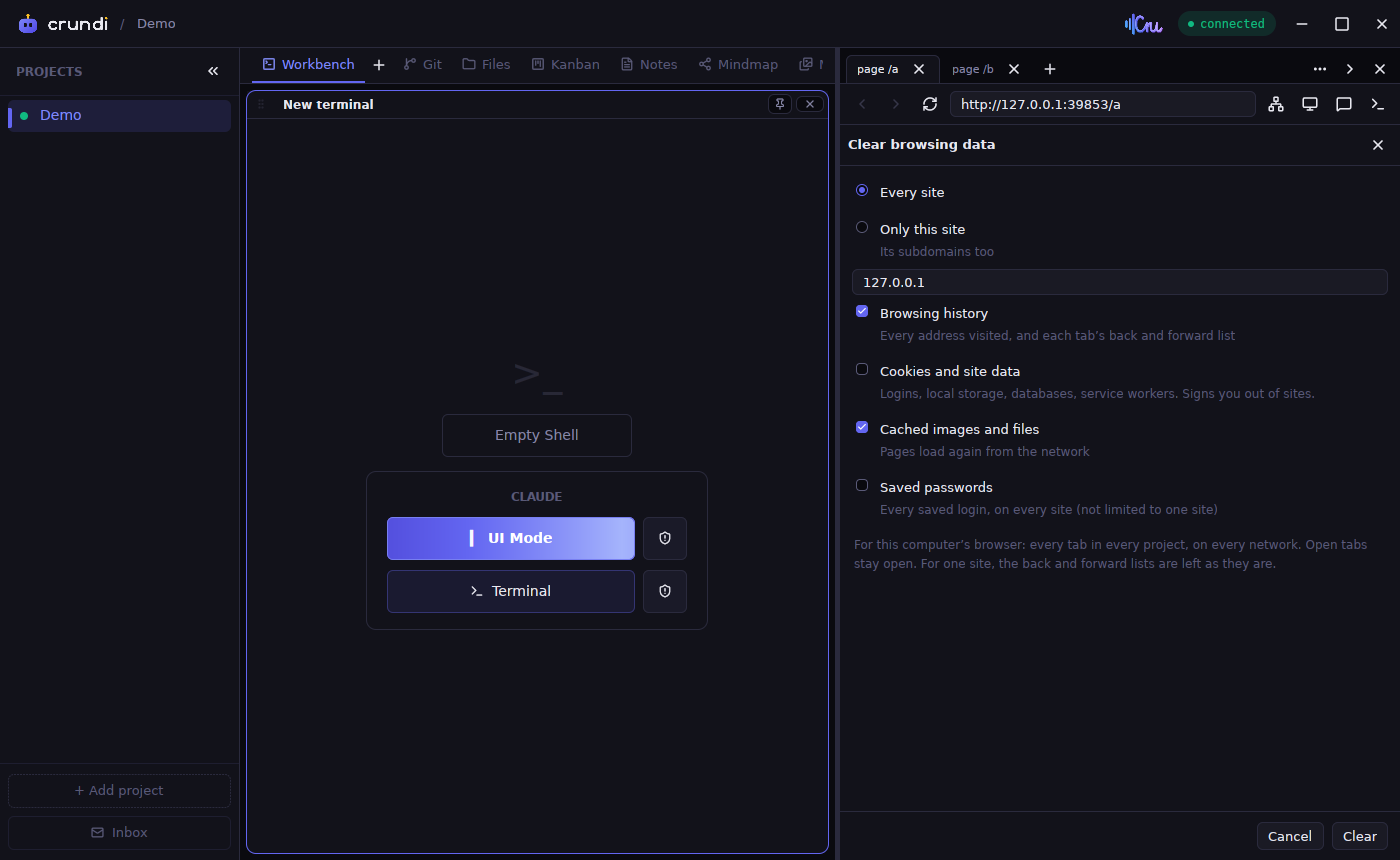 crundi / Demo
Cru
connected
PROJECTS
Demo
+ Add project
Inbox
Workbench
Git
Files
Kanban
Notes
Mindmap
New terminal
>_
Empty Shell
CLAUDE
UI Mode
Terminal
page /a
page /b
http://127.0.0.1:39853/a
Clear browsing data
Every site
Only this site
Its subdomains too
127.0.0.1
Browsing history
Every address visited, and each tab’s back and forward list
Cookies and site data
Logins, local storage, databases, service workers. Signs you out of sites.
Cached images and files
Pages load again from the network
Saved passwords
Every saved login, on every site (not limited to one site)
For this computer’s browser: every tab in every project, on every network. Open tabs
stay open. For one site, the back and forward lists are left as they are.
Cancel
Clear